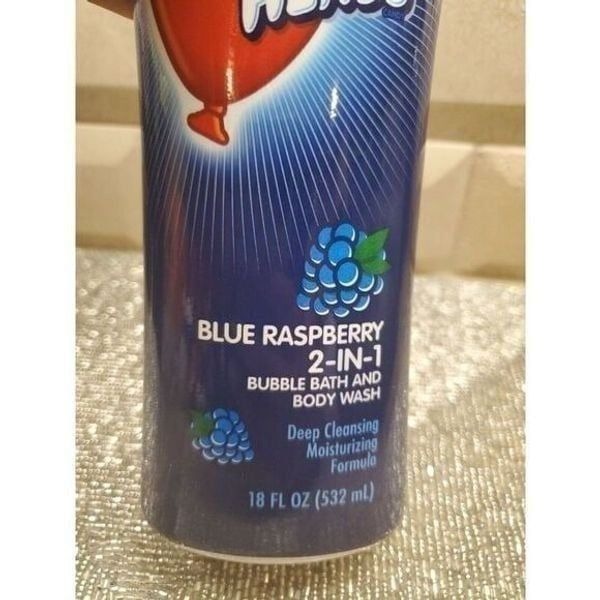 BLUE RASPBERRY
2-IN-1
BUBBLE BATH AND
BODY WASH
Deep Cleansing
Moisturizing
Formula
18 FL OZ (532 mL)